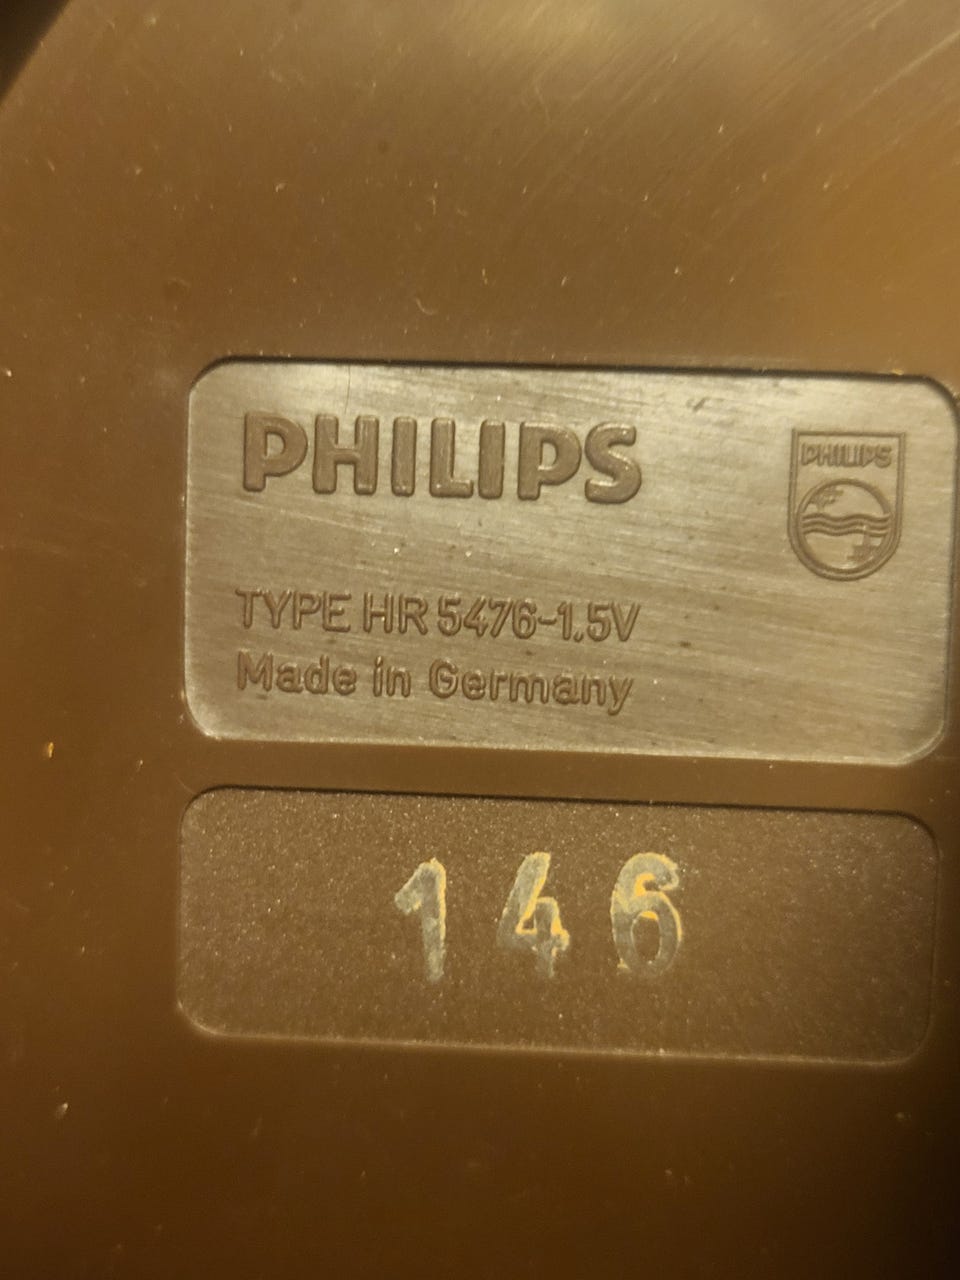 PHILIPS
PHILIPS
TYPE HR 5476-1.5V
Made in Germany
146